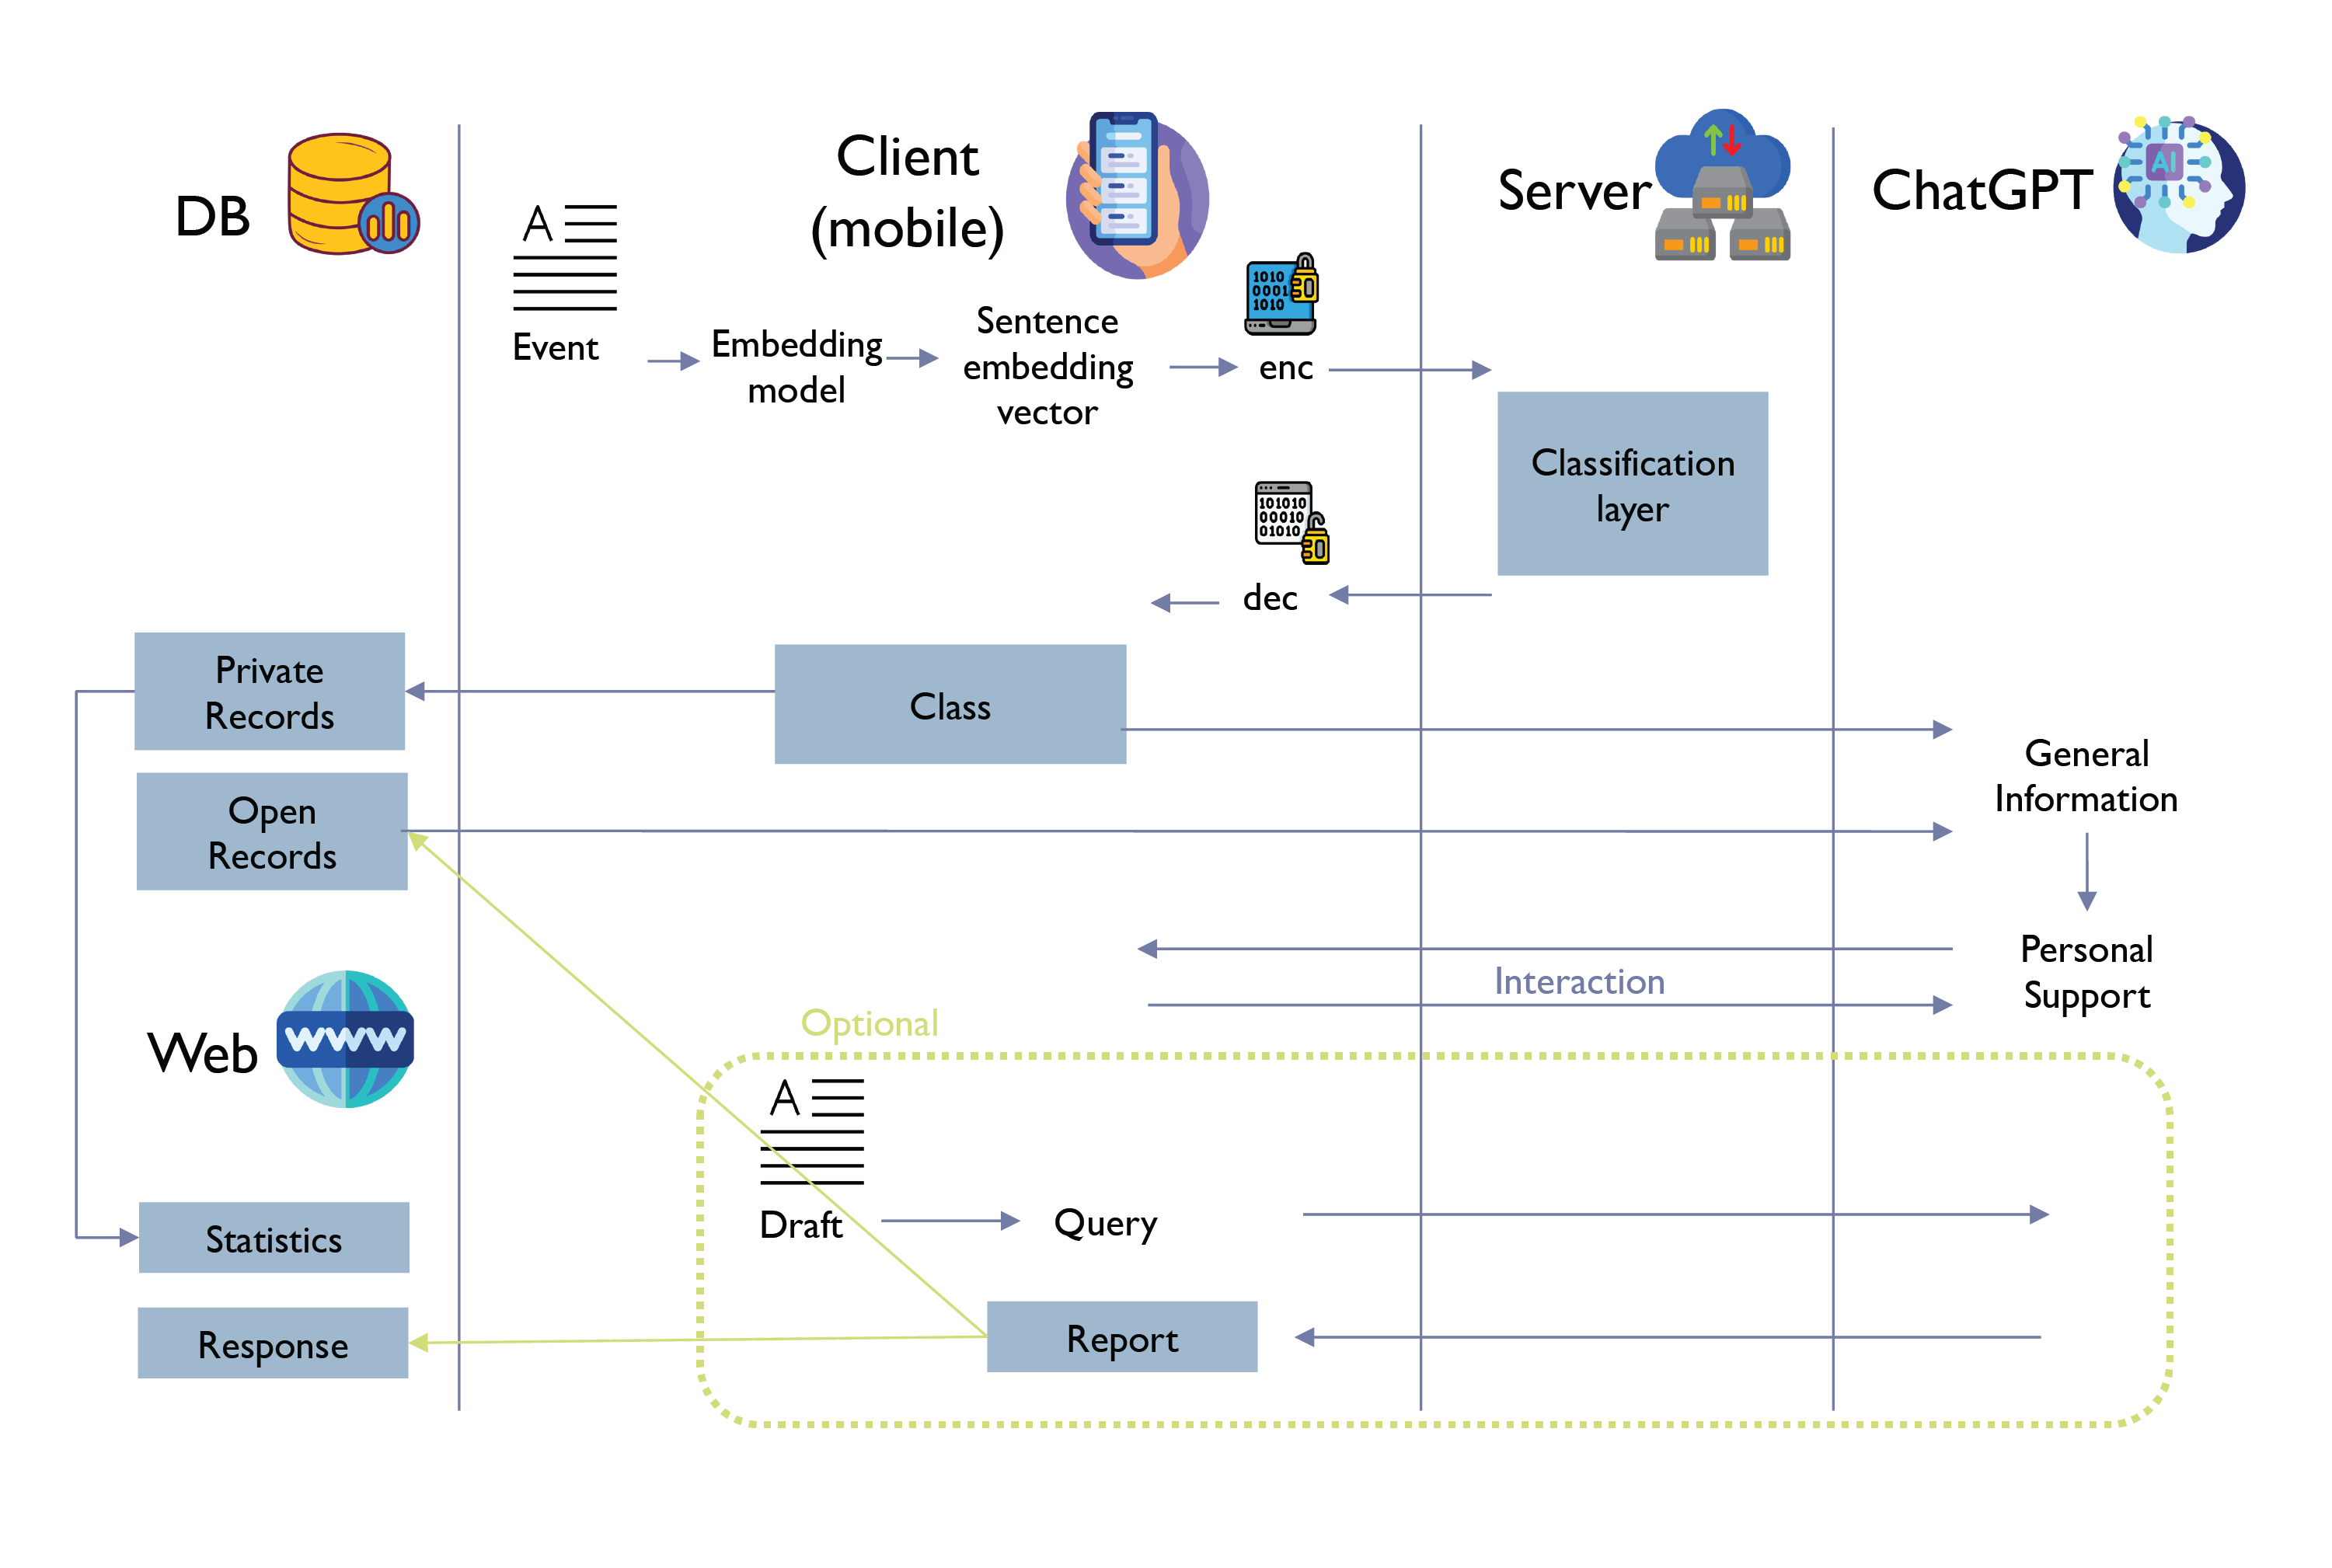 DB
Client
(mobile)
Server
ChatGPT
AI
A
Event
Embedding
model
Sentence
embedding
vector
1010
0001
1010
enc
Classification
layer
101010
00010
01010
dec
Private
Records
Class
General
Information
Open
Records
Personal
Support
Interaction
Optional
Web
www
A
Draft
Query
Statistics
Report
Response